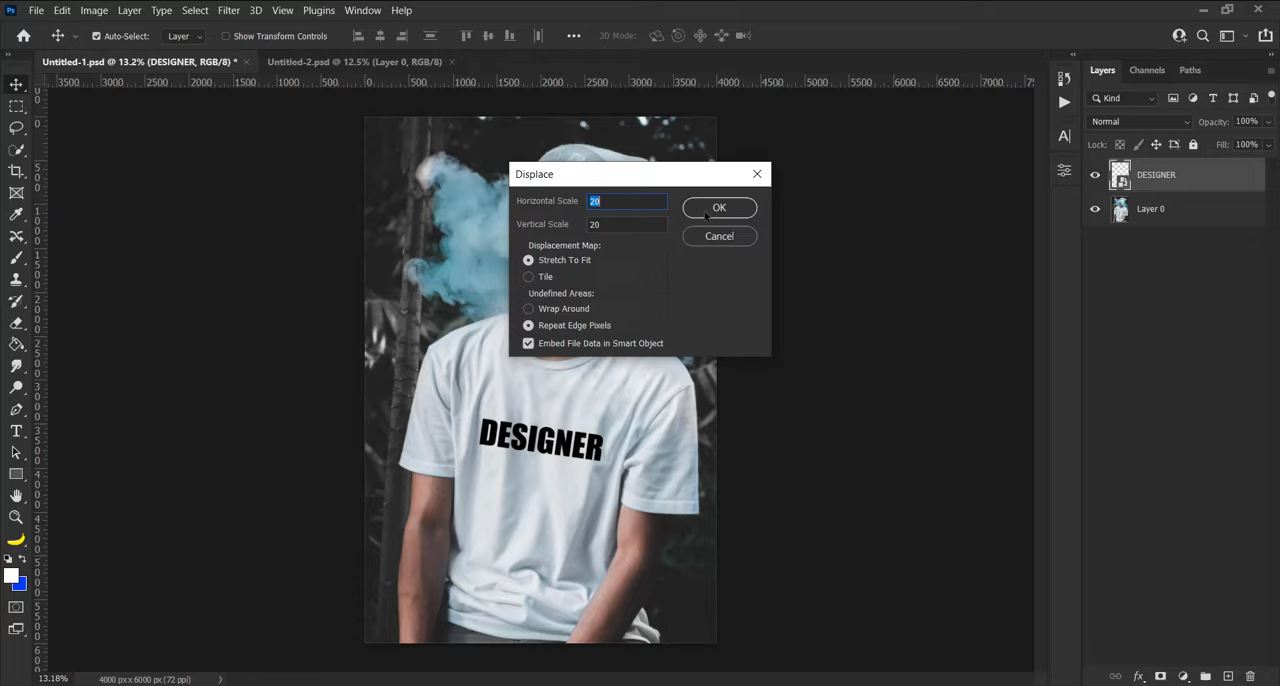 Ps File Edit Image Layer Type Select Filter 3D View Plugins Window Help
Auto-Select: Layer Show Transform Controls 3D Mode:
Untitled-1.psd @ 13.2% (DESIGNER, RGB/8) * Untitled-2.psd @ 12.5% (Layer 0, RGB/8)
3500 3000 2500 2000 1500 1000 500 0 500 1000 1500 2000 2500 3000 3500 4000 4500 5000 5500 6000 6500 7000
Layers Channels Paths
Kind
Normal Opacity: 100%
Lock: Fill: 100%
DESIGNER
Layer 0
Displace
Horizontal Scale 20 OK
Vertical Scale 20 Cancel
Displacement Map:
Stretch To Fit
Tile
Undefined Areas:
Wrap Around
Repeat Edge Pixels
Embed File Data in Smart Object
DESIGNER
13.18% 4000 px x 6000 px (72 ppi)